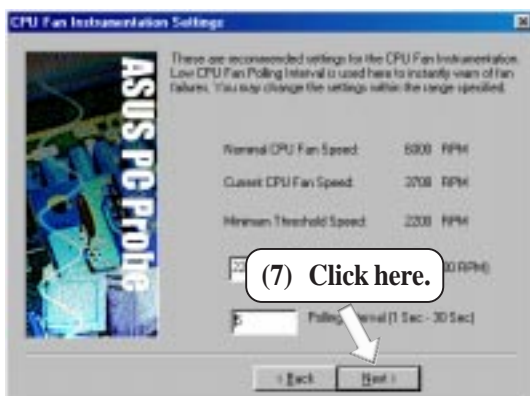 CPU Fan Instrumentation Settings
ASUS PC Probe
These are recommended settings for the CPU Fan Instrumentation.
Low CPU Fan Polling Interval is used here to instantly warn of fan
failures. You may change the settings within the range specified.
Nominal CPU Fan Speed: 6000 RPM
Current CPU Fan Speed: 2708 RPM
Minimum Threshold Speed: 2200 RPM
RPM)
(7) Click here.
5 Polling (1 Sec - 30 Sec)
< Back Next >